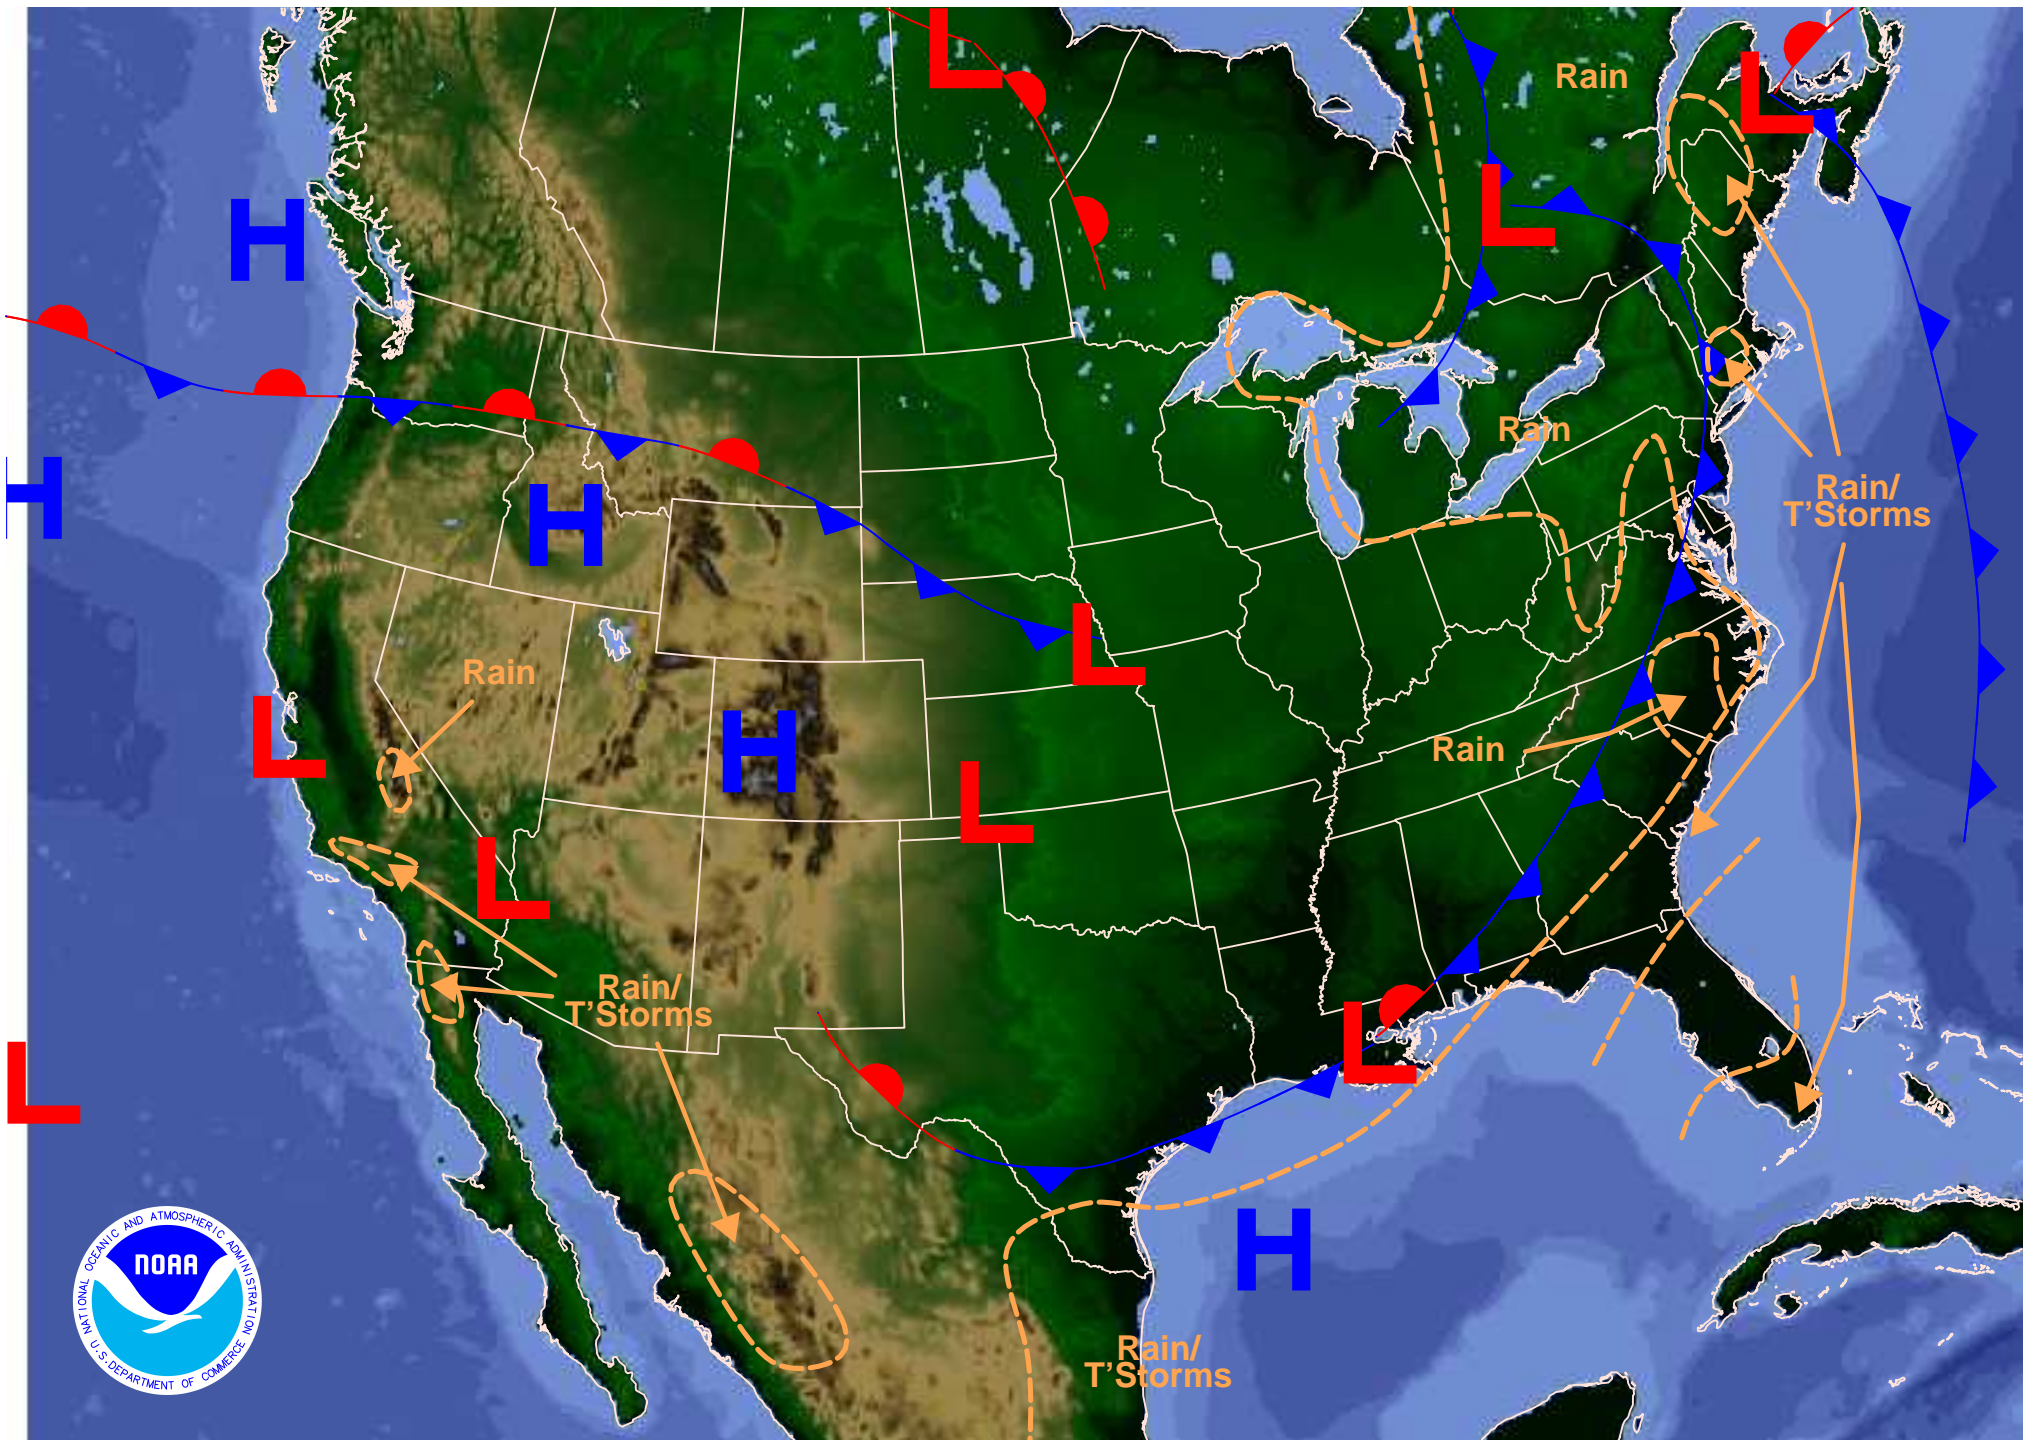 L
L
Rain
H
L
H
H
Rain
Rain/
T'Storms
L
Rain
L
H
Rain
L
L
Rain/
T'Storms
L
L
H
Rain/
T'Storms
NOAA
NATIONAL OCEANIC AND ATMOSPHERIC ADMINISTRATION
U.S. DEPARTMENT OF COMMERCE